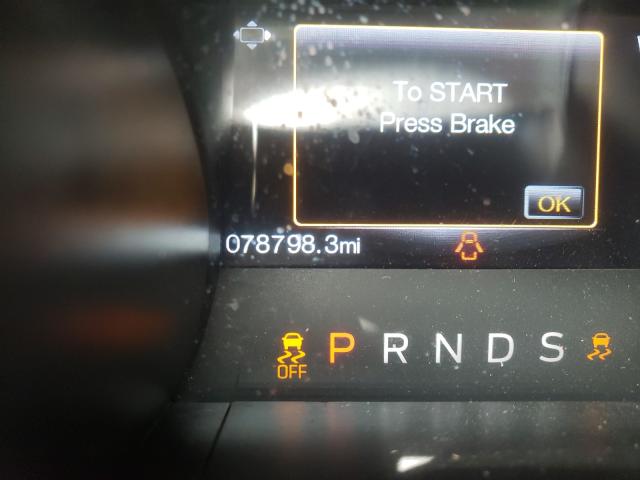 To START
Press Brake
OK
078798.3mi
OFF P R N D S